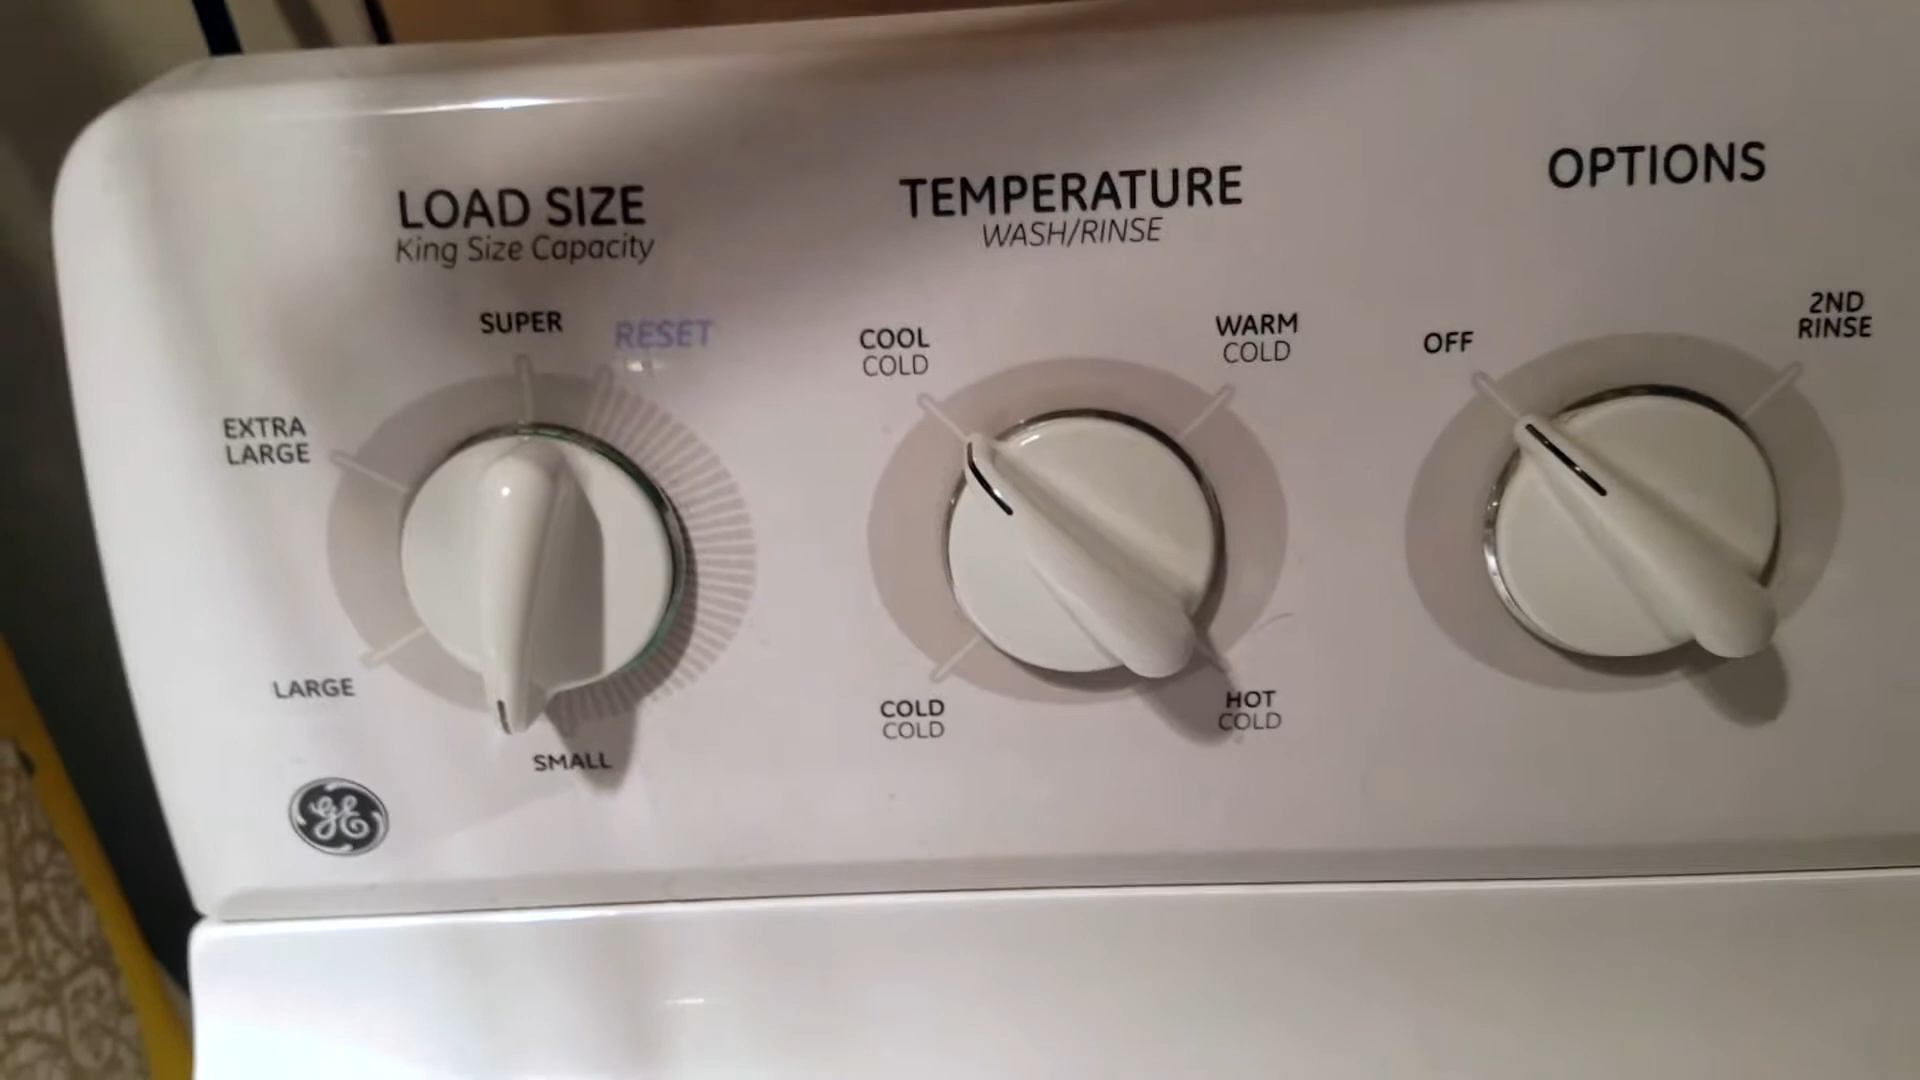 LOAD SIZE
King Size Capacity
SUPER
RESET
EXTRA
LARGE
LARGE
SMALL
GE
TEMPERATURE
WASH/RINSE
COOL
COLD
WARM
COLD
COLD
COLD
HOT
COLD
OPTIONS
OFF
2ND
RINSE